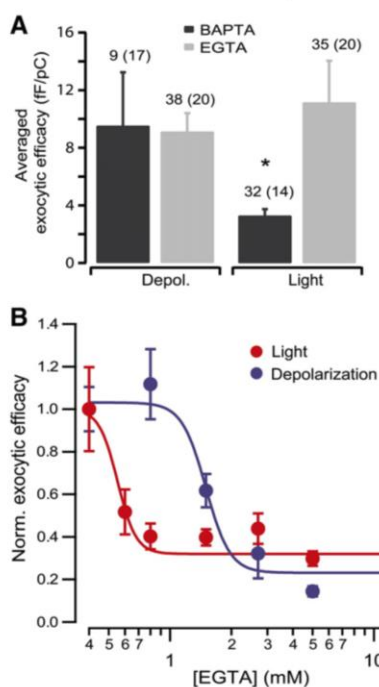 A
BAPTA
EGTA
Averaged
exocytic efficacy (fF/pC)
16
12
8
4
0
9 (17)
38 (20)
35 (20)
*
32 (14)
Depol.
Light
B
Light
Depolarization
Norm. exocytic efficacy
1.4
1.2
1.0
0.8
0.6
0.4
0.2
0.0
4 5 6 7 1 2 3 4 5 6 7 10
[EGTA] (mM)